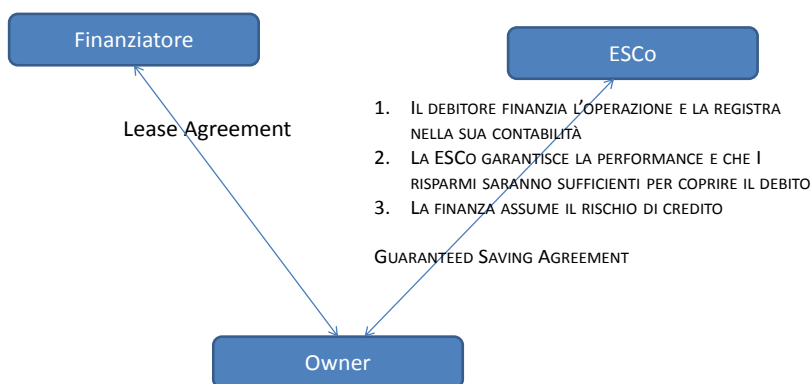 Finanziatore
ESCo
Lease Agreement
1. IL DEBITORE FINANZIA L'OPERAZIONE E LA REGISTRA
NELLA SUA CONTABILITÀ
2. LA ESCO GARANTISCE LA PERFORMANCE E CHE I
RISPARMI SARANNO SUFFICIENTI PER COPRIRE IL DEBITO
3. LA FINANZA ASSUME IL RISCHIO DI CREDITO
GUARANTEED SAVING AGREEMENT
Owner